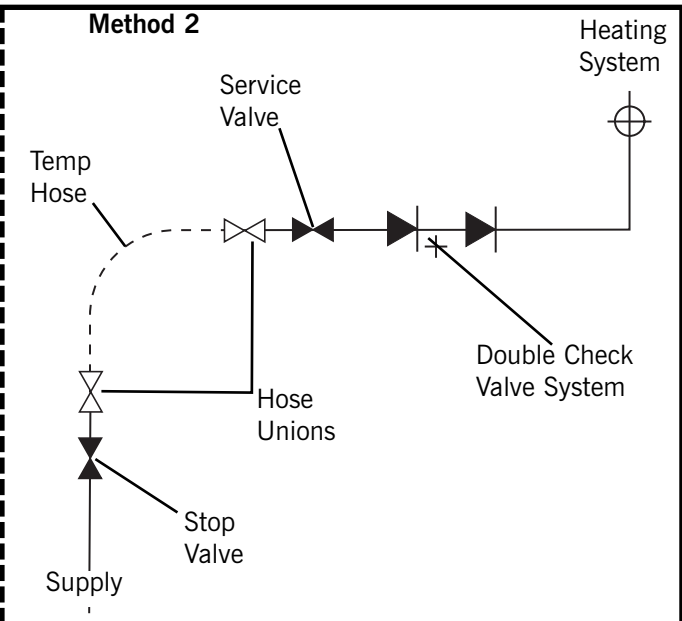 Method 2
Heating
System
Service
Valve
Temp
Hose
Double Check
Valve System
Hose
Unions
Stop
Valve
Supply